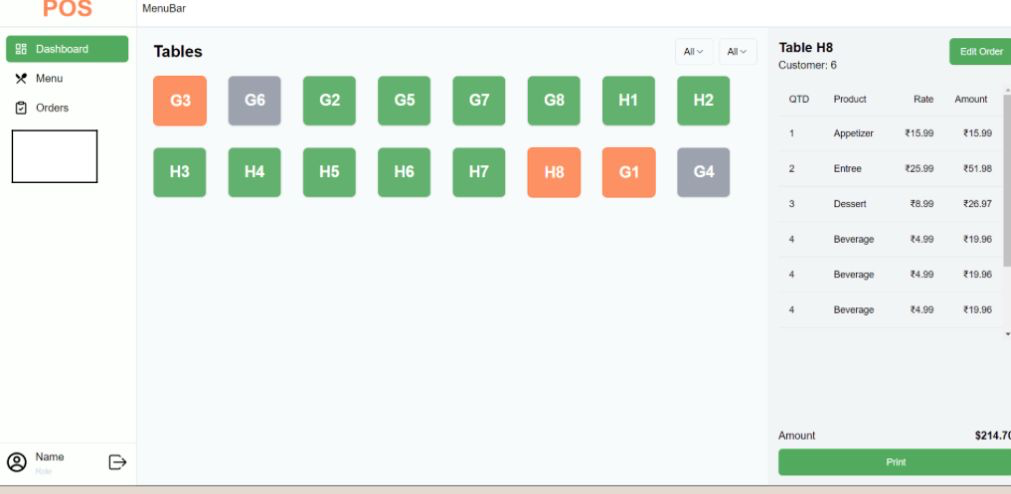 POS
MenuBar
Dashboard
Menu
Orders
Name
Role
Tables
All
All
G3 G6 G2 G5 G7 G8 H1 H2
H3 H4 H5 H6 H7 H8 G1 G4
Table H8
Customer: 6
Edit Order
QTD Product Rate Amount
1 Appetizer ₹15.99 ₹15.99
2 Entree ₹25.99 ₹51.98
3 Dessert ₹8.99 ₹26.97
4 Beverage ₹4.99 ₹19.96
4 Beverage ₹4.99 ₹19.96
4 Beverage ₹4.99 ₹19.96
Amount $214.70
Print